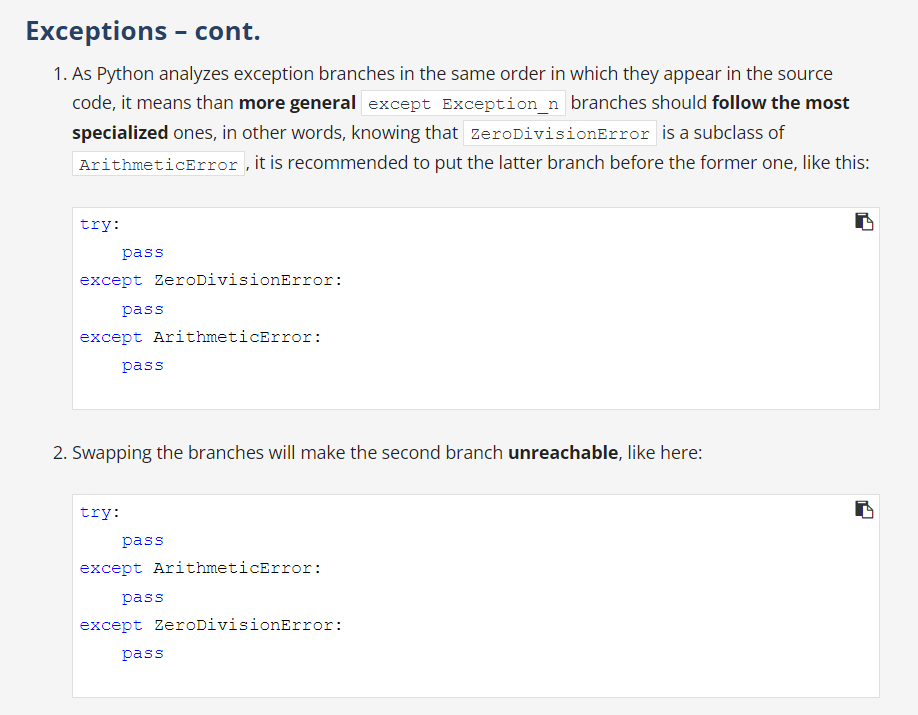 Exceptions – cont.
1. As Python analyzes exception branches in the same order in which they appear in the source
code, it means than more general except Exception_n branches should follow the most
specialized ones, in other words, knowing that ZeroDivisionError is a subclass of
ArithmeticError, it is recommended to put the latter branch before the former one, like this:
try:
    pass
except ZeroDivisionError:
    pass
except ArithmeticError:
    pass
2. Swapping the branches will make the second branch unreachable, like here:
try:
    pass
except ArithmeticError:
    pass
except ZeroDivisionError:
    pass